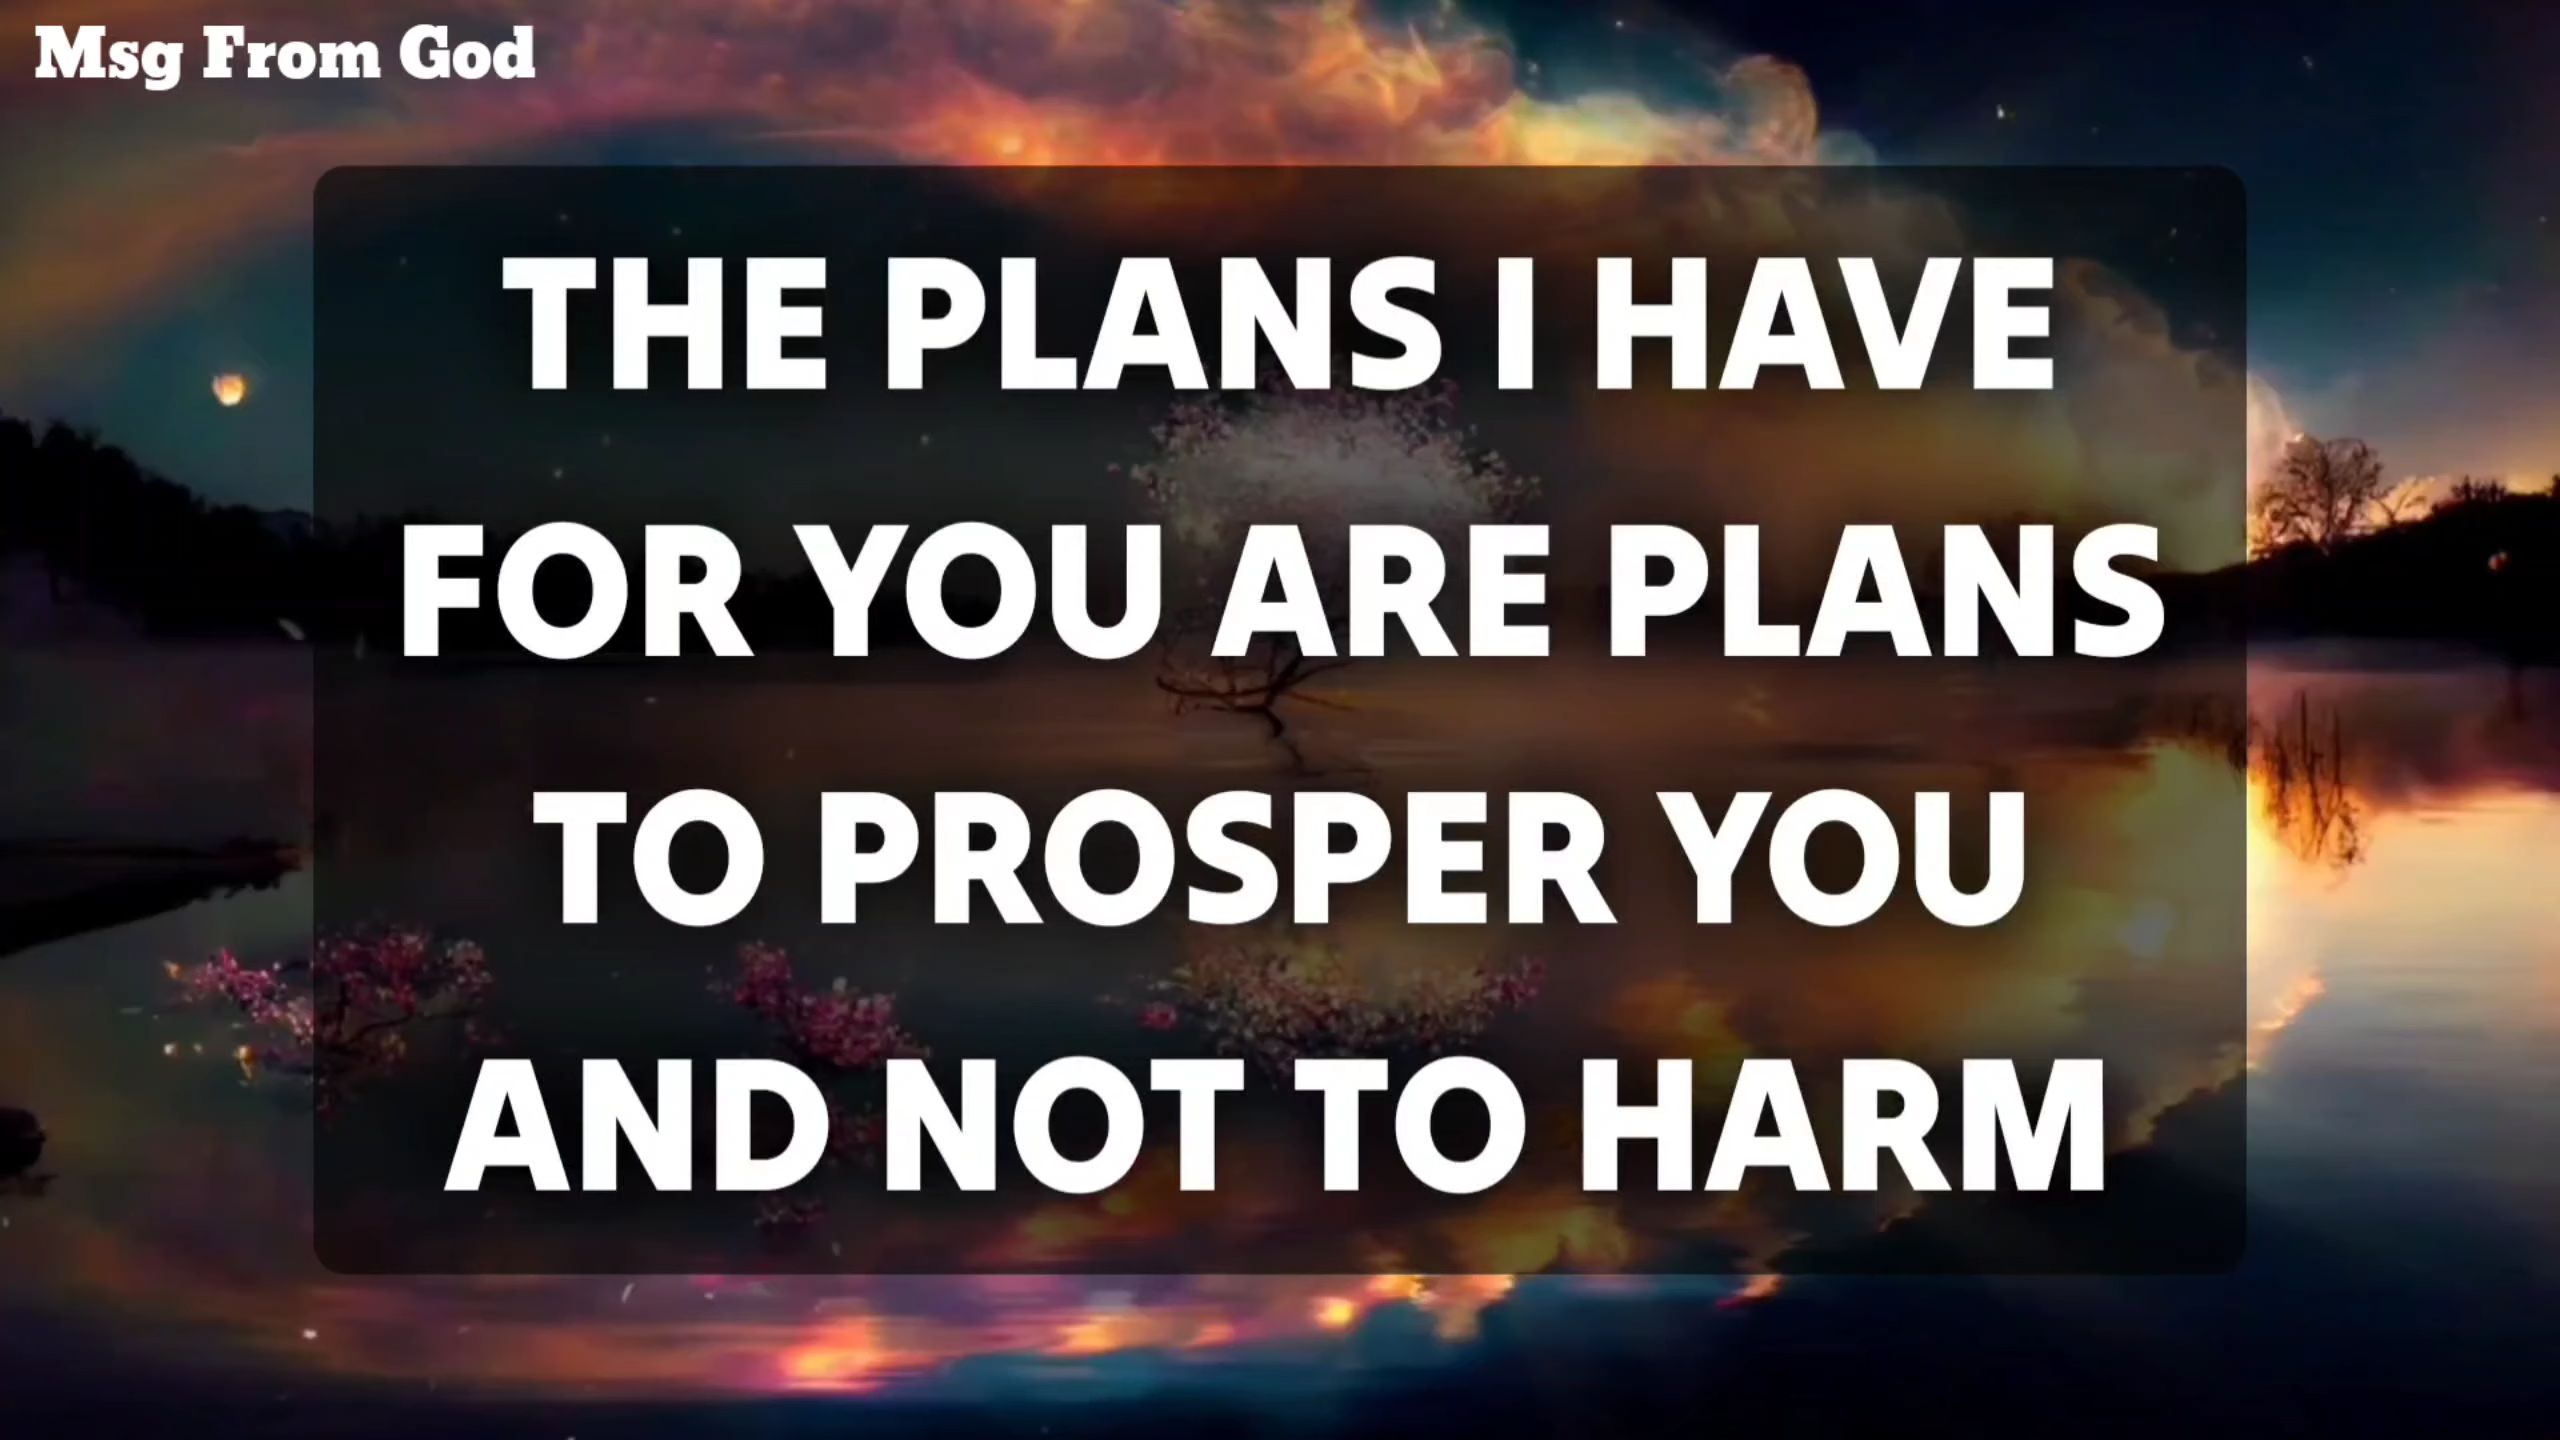 Msg From God
THE PLANS I HAVE
FOR YOU ARE PLANS
TO PROSPER YOU
AND NOT TO HARM